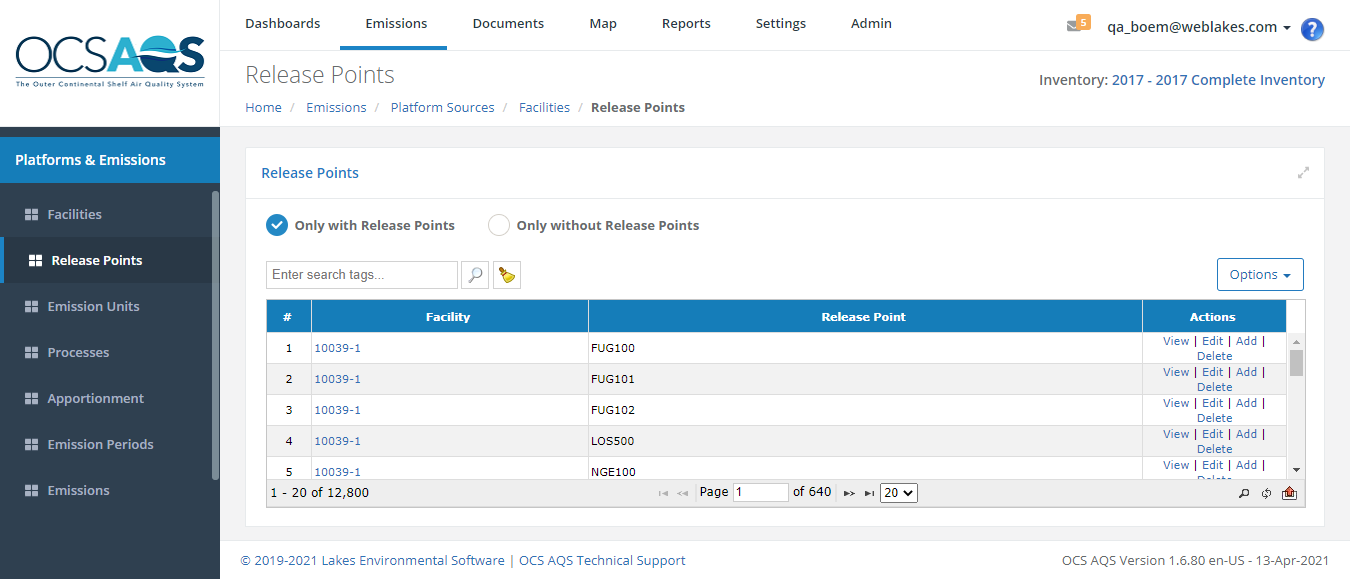 OCSAQS
The Outer Continental Shelf Air Quality System
Dashboards Emissions Documents Map Reports Settings Admin
5 qa_boem@weblakes.com ?
Release Points
Inventory: 2017 - 2017 Complete Inventory
Home / Emissions / Platform Sources / Facilities / Release Points
Platforms & Emissions
Facilities
Release Points
Emission Units
Processes
Apportionment
Emission Periods
Emissions
Release Points
Only with Release Points Only without Release Points
Enter search tags...
Options
# Facility Release Point Actions
1 10039-1 FUG100 View | Edit | Add |
Delete
2 10039-1 FUG101 View | Edit | Add |
Delete
3 10039-1 FUG102 View | Edit | Add |
Delete
4 10039-1 LOS500 View | Edit | Add |
Delete
5 10039-1 NGE100 View | Edit | Add |
Delete
1 - 20 of 12,800 Page 1 of 640 20
© 2019-2021 Lakes Environmental Software | OCS AQS Technical Support
OCS AQS Version 1.6.80 en-US - 13-Apr-2021